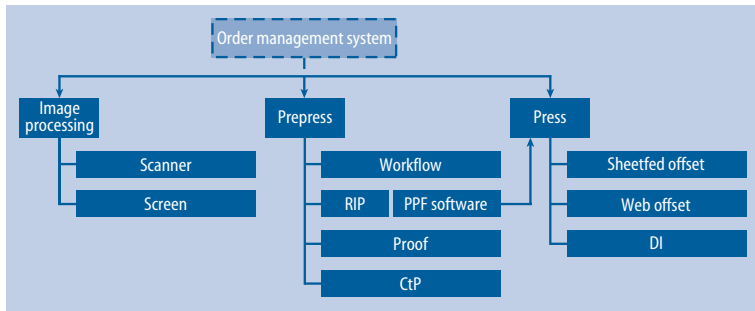 Order management system
Image
processing
Prepress
Press
Scanner
Workflow
Sheetfed offset
Screen
RIP
PPF software
Web offset
Proof
DI
CtP